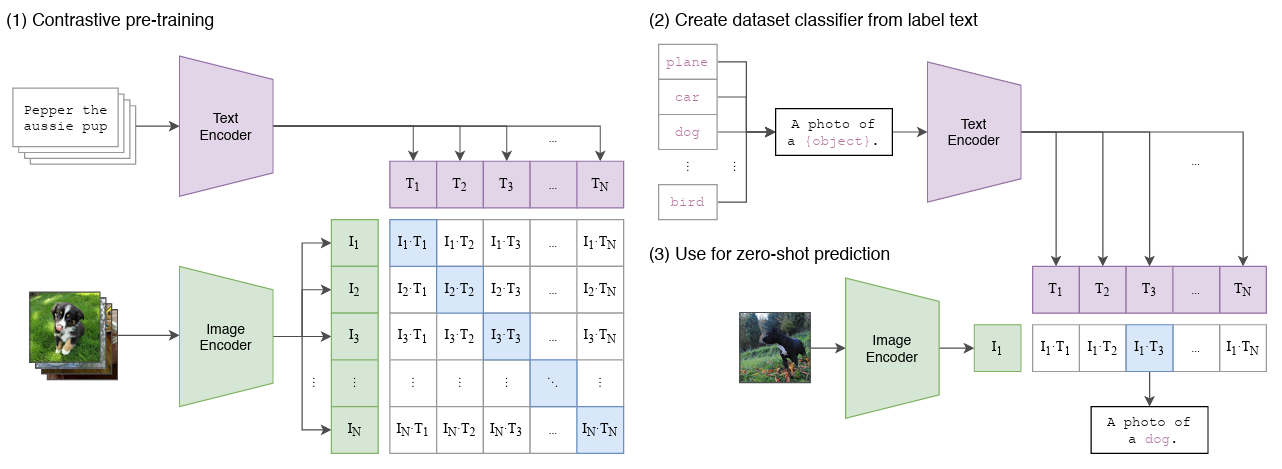 (1) Contrastive pre-training
Pepper the
aussie pup
Text
Encoder
...
T1 T2 T3 ... TN
Image
Encoder
⋮
I1 I1·T1 I1·T2 I1·T3 ... I1·TN
I2 I2·T1 I2·T2 I2·T3 ... I2·TN
I3 I3·T1 I3·T2 I3·T3 ... I3·TN
⋮ ⋮ ⋮ ⋮ ⋱ ⋮
IN IN·T1 IN·T2 IN·T3 ... IN·TN
(2) Create dataset classifier from label text
plane
car
dog
⋮ ⋮
bird
A photo of
a {object}.
Text
Encoder
...
(3) Use for zero-shot prediction
T1 T2 T3 ... TN
Image
Encoder
I1 I1·T1 I1·T2 I1·T3 ... I1·TN
A photo of
a dog.